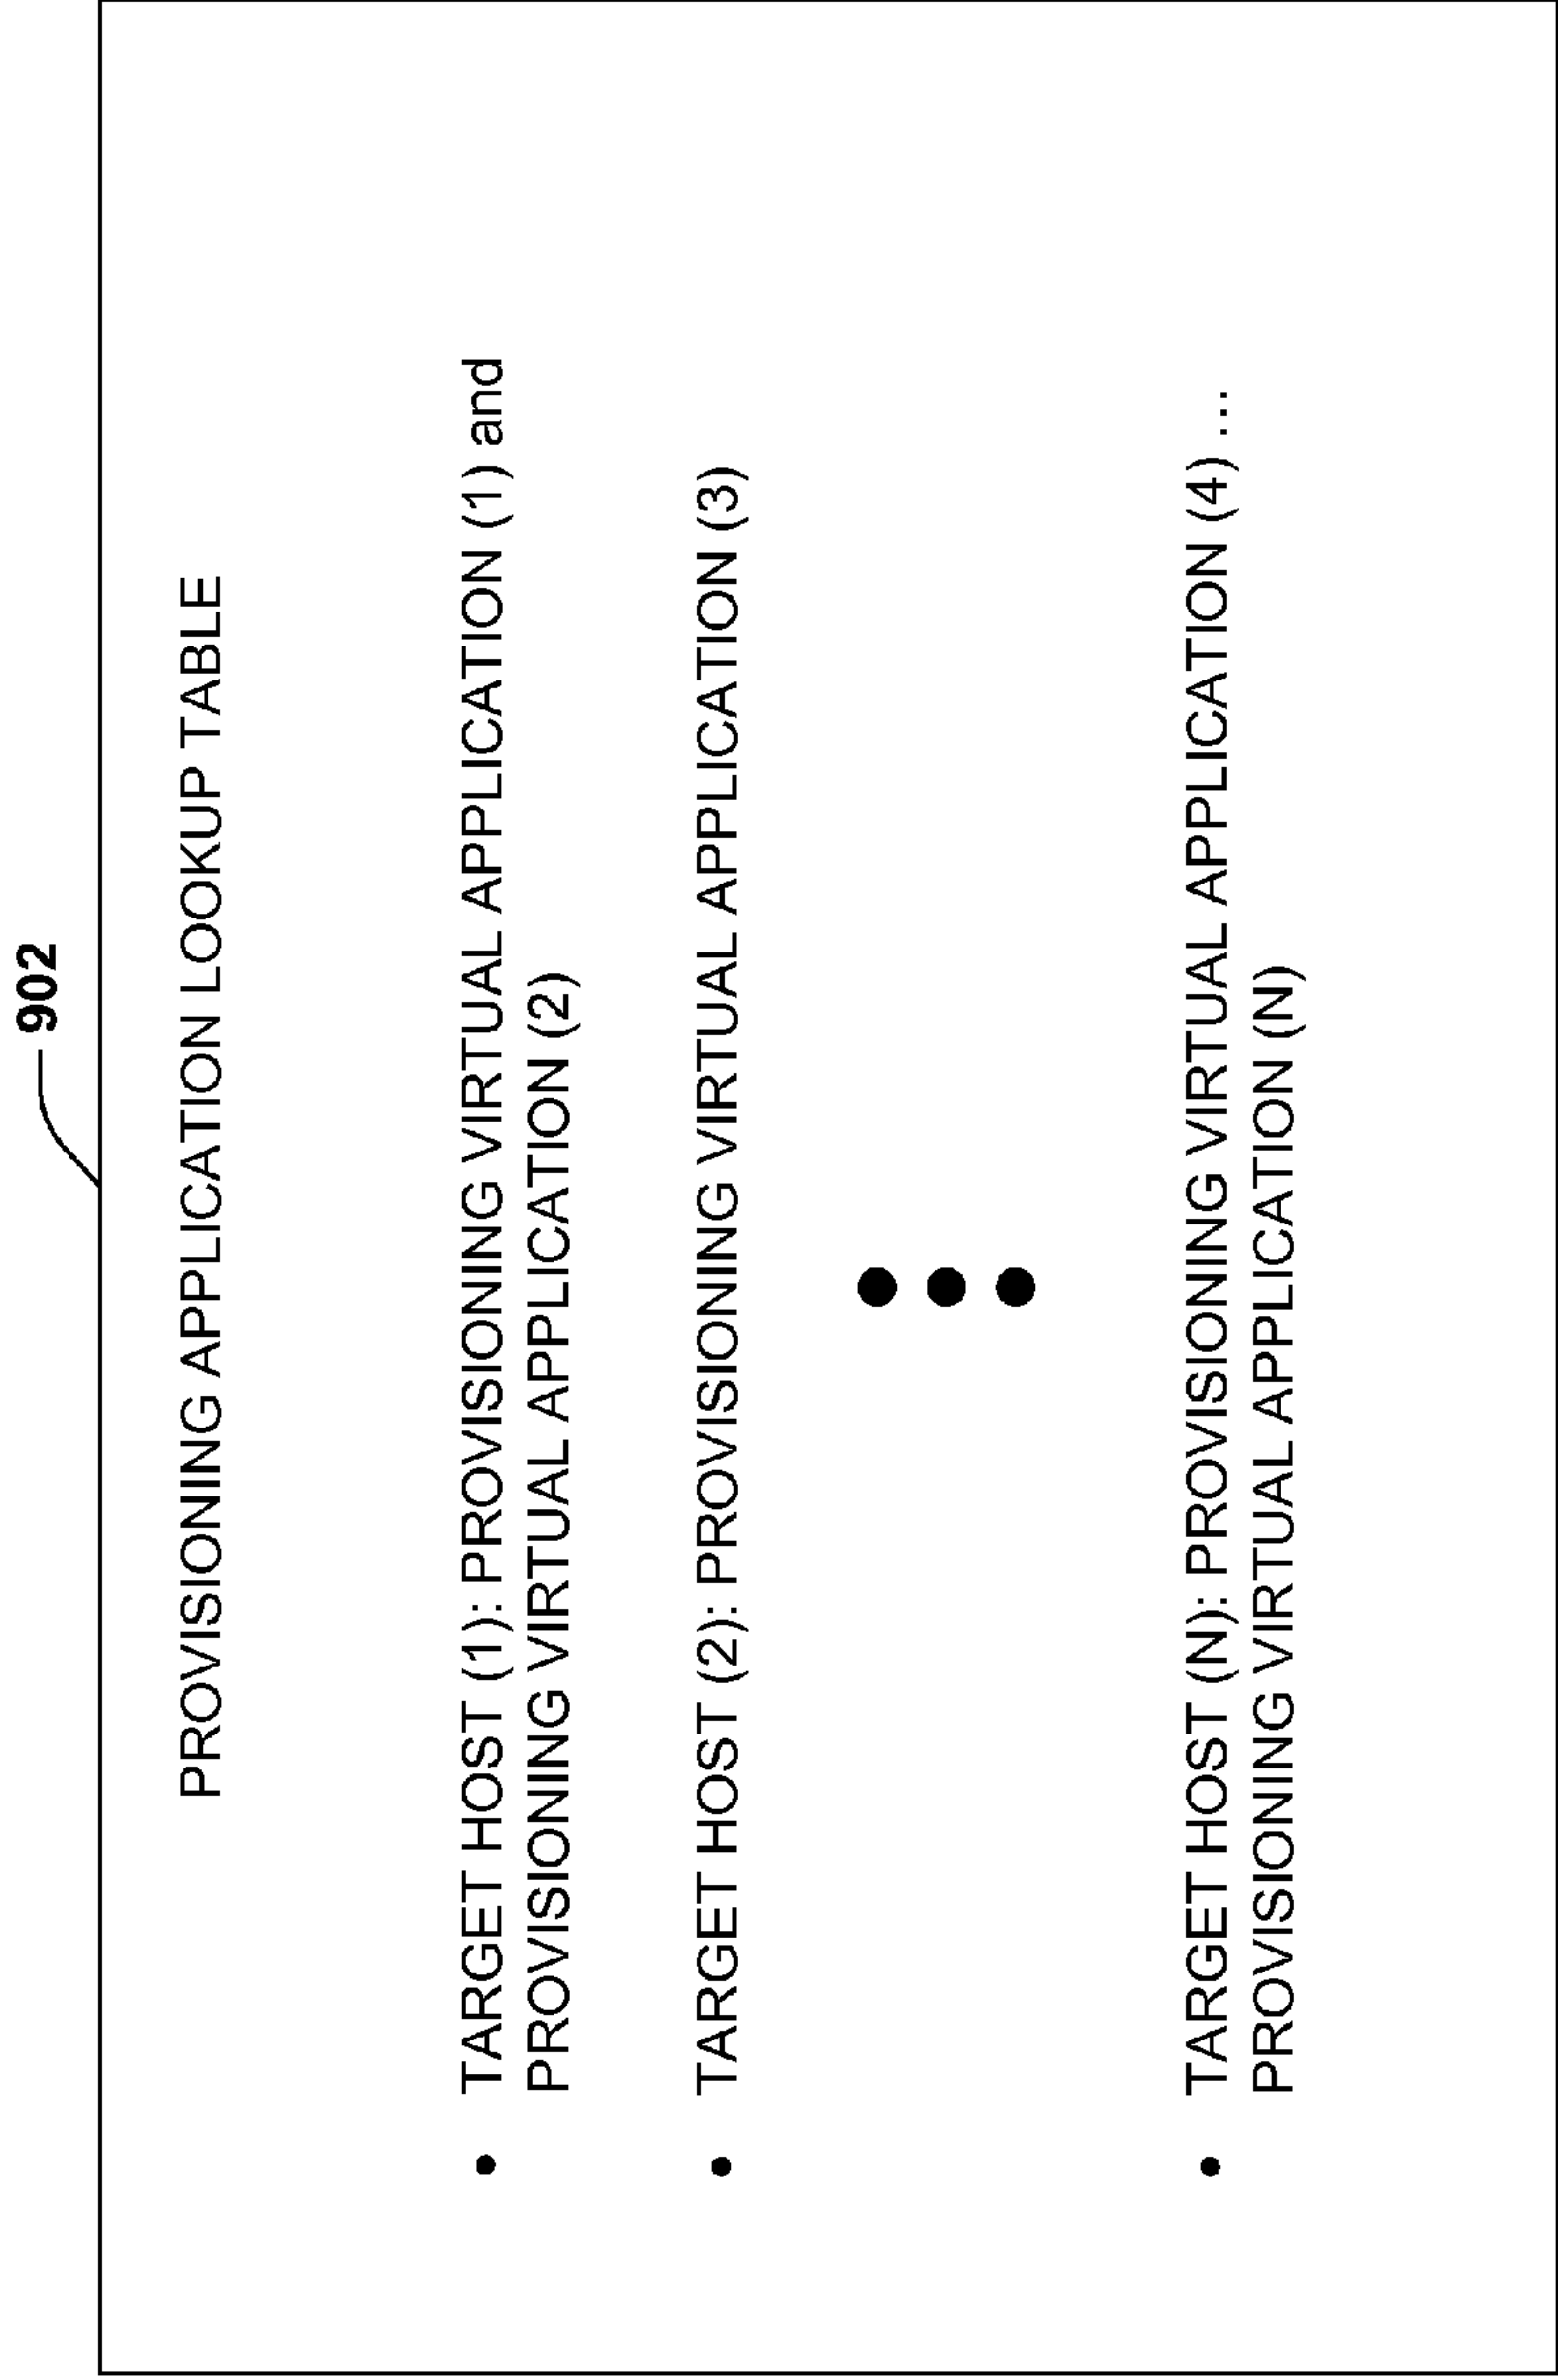 902
PROVISIONING APPLICATION LOOKUP TABLE
• TARGET HOST (1): PROVISIONING VIRTUAL APPLICATION (1) and
PROVISIONING VIRTUAL APPLICATION (2)
• TARGET HOST (2): PROVISIONING VIRTUAL APPLICATION (3)
• TARGET HOST (N): PROVISIONING VIRTUAL APPLICATION (4) ...
PROVISIONING VIRTUAL APPLICATION (N)